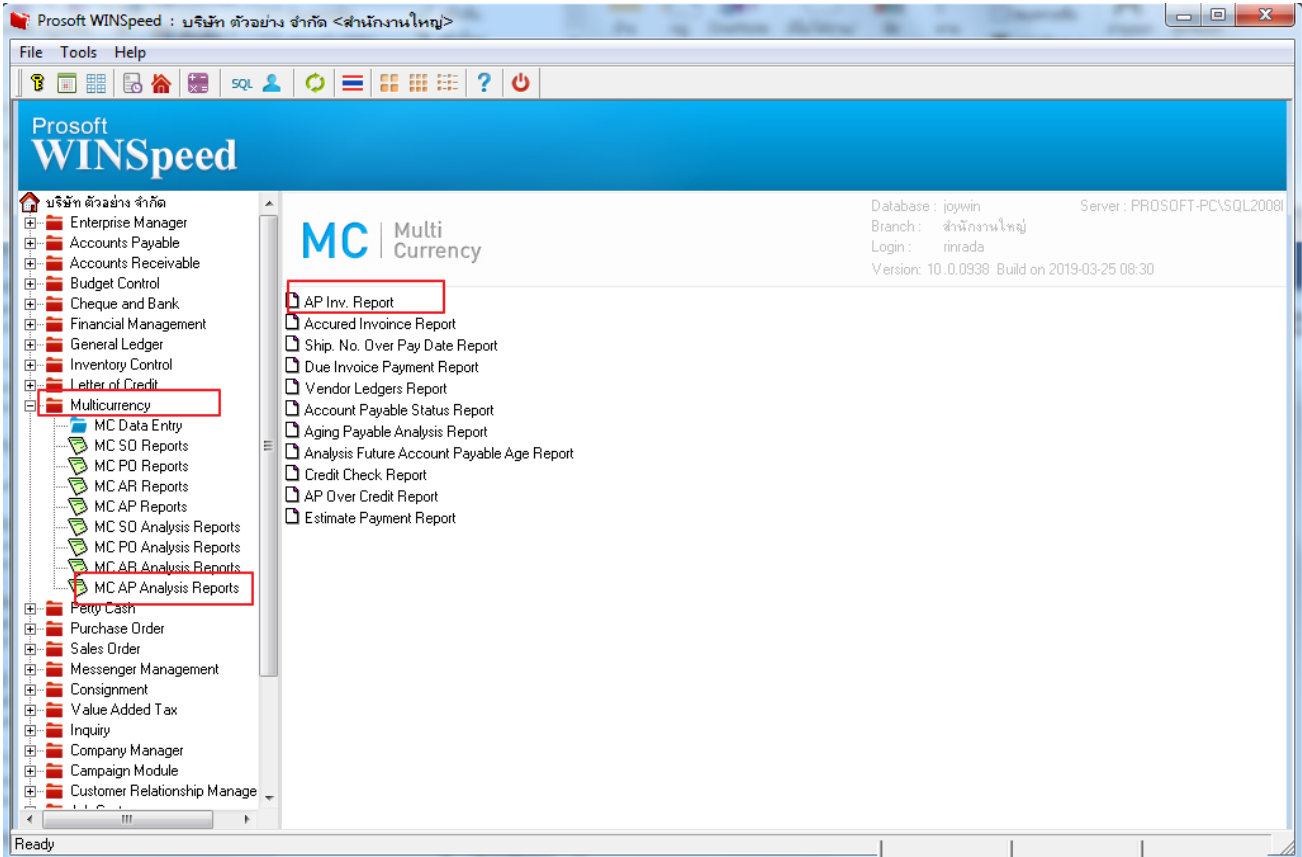 Prosoft WINSpeed : บริษัท ตัวอย่าง จำกัด <สำนักงานใหญ่>
File Tools Help
SQL
Prosoft
WINSpeed
บริษัท ตัวอย่าง จำกัด
Enterprise Manager
Accounts Payable
Accounts Receivable
Budget Control
Cheque and Bank
Financial Management
General Ledger
Inventory Control
Letter of Credit
Multicurrency
MC Data Entry
MC SO Reports
MC PO Reports
MC AR Reports
MC AP Reports
MC SO Analysis Reports
MC PO Analysis Reports
MC AR Analysis Reports
MC AP Analysis Reports
Petty Cash
Purchase Order
Sales Order
Messenger Management
Consignment
Value Added Tax
Inquiry
Company Manager
Campaign Module
Customer Relationship Manage
MC Multi Currency
Database : joywin Server : PROSOFT-PC\SQL2008
Branch : สำนักงานใหญ่
Login : rinrada
Version: 10.0.0938 Build on 2019-03-25 08:30
AP Inv. Report
Accured Invoince Report
Ship. No. Over Pay Date Report
Due Invoice Payment Report
Vendor Ledgers Report
Account Payable Status Report
Aging Payable Analysis Report
Analysis Future Account Payable Age Report
Credit Check Report
AP Over Credit Report
Estimate Payment Report
Ready